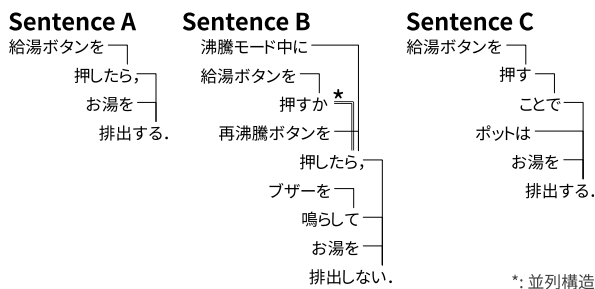 Sentence A
給湯ボタンを
押したら,
お湯を
排出する.
Sentence B
沸騰モード中に
給湯ボタンを
押すか
*
再沸騰ボタンを
押したら,
ブザーを
鳴らして
お湯を
排出しない.
Sentence C
給湯ボタンを
押す
ことで
ポットは
お湯を
排出する.
*: 並列構造